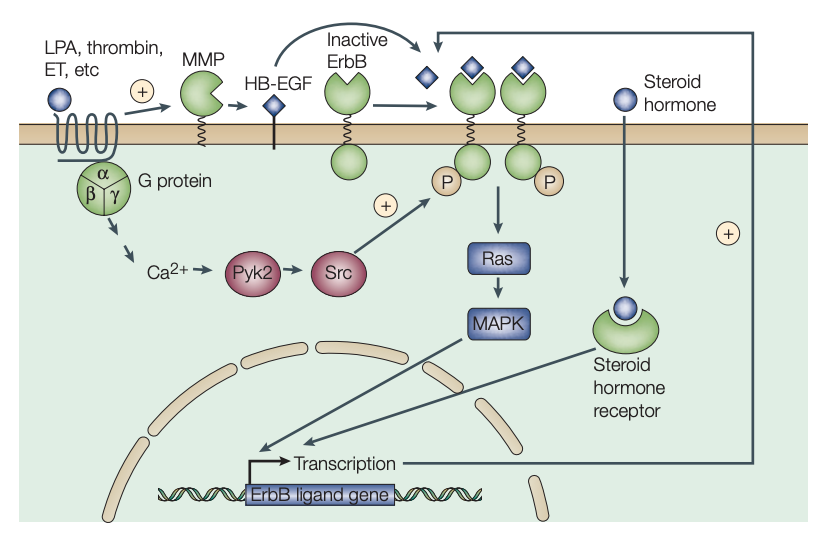 LPA, thrombin,
ET, etc
+
MMP
HB-EGF
Inactive
ErbB
Steroid
hormone
α
β γ
G protein
P
P
+
+
Ca2+
Pyk2
Src
Ras
MAPK
Steroid
hormone
receptor
Transcription
ErbB ligand gene